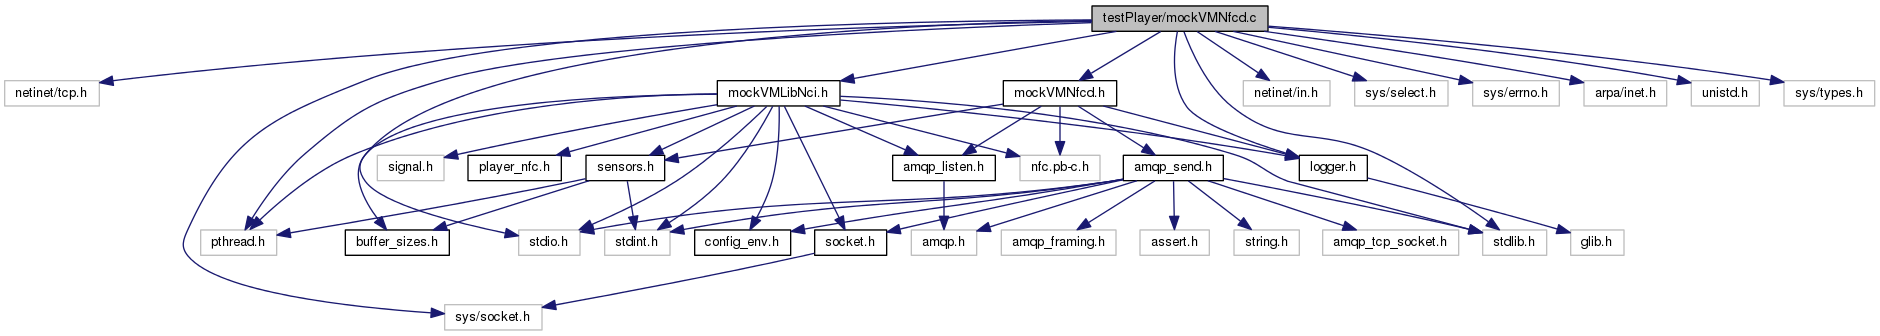 testPlayer/mockVMNfcd.c
netinet/tcp.h
mockVMLibNci.h
mockVMNfcd.h
netinet/in.h
sys/select.h
sys/errno.h
arpa/inet.h
unistd.h
sys/types.h
signal.h
player_nfc.h
sensors.h
amqp_listen.h
nfc.pb-c.h
amqp_send.h
logger.h
pthread.h
buffer_sizes.h
stdio.h
stdint.h
config_env.h
socket.h
amqp.h
amqp_framing.h
assert.h
string.h
amqp_tcp_socket.h
stdlib.h
glib.h
sys/socket.h